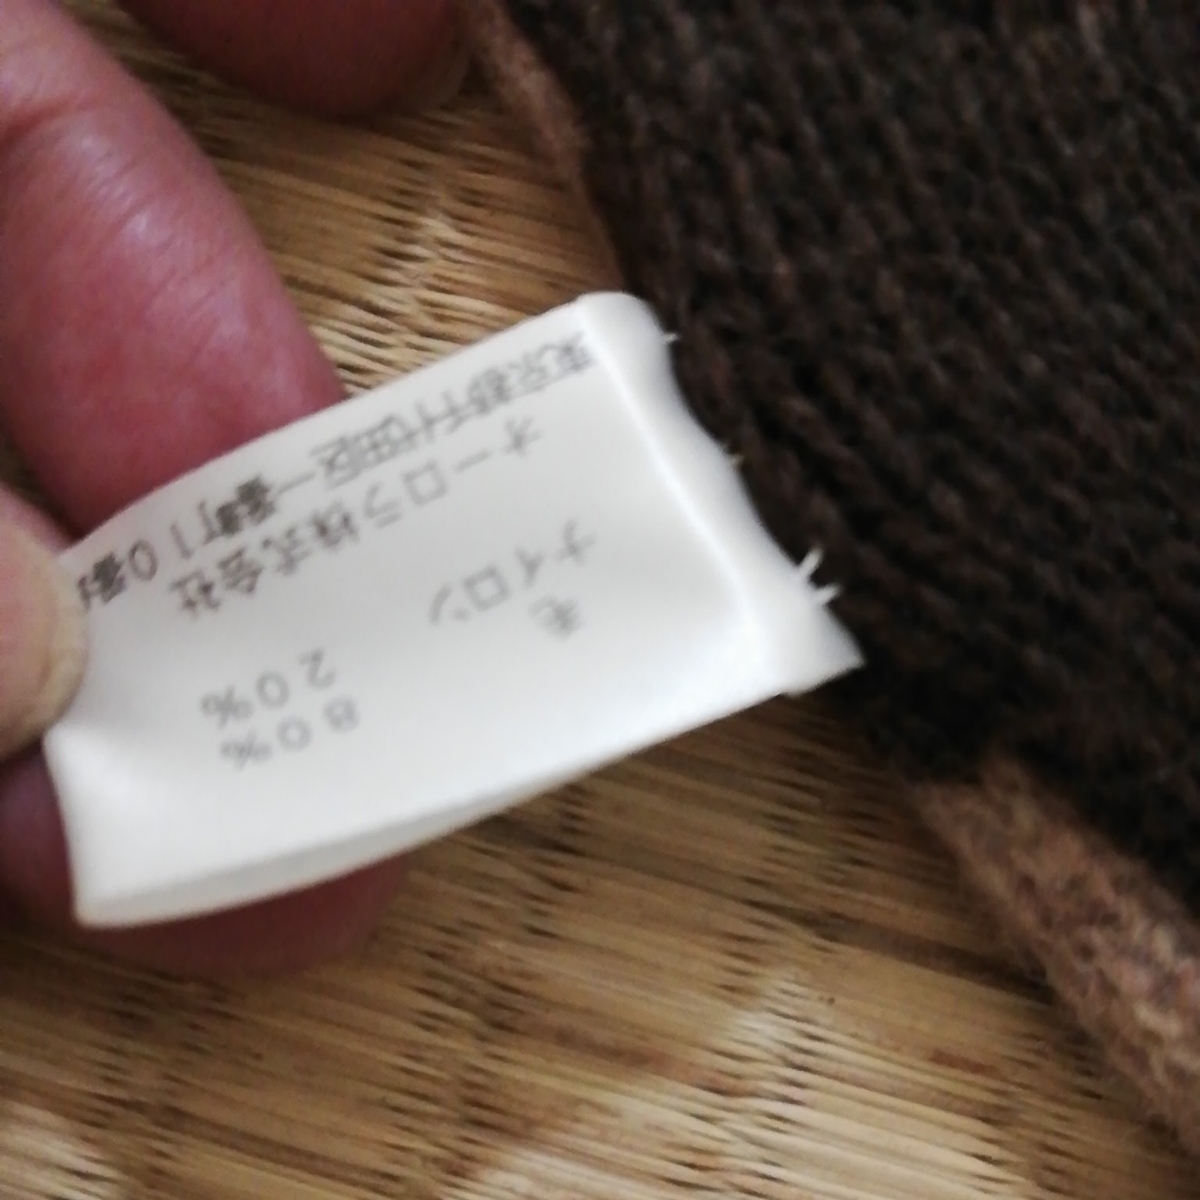 毛 80%
ナイロン 20%
オーロラ株式会社
東京都千代田区一番町10番